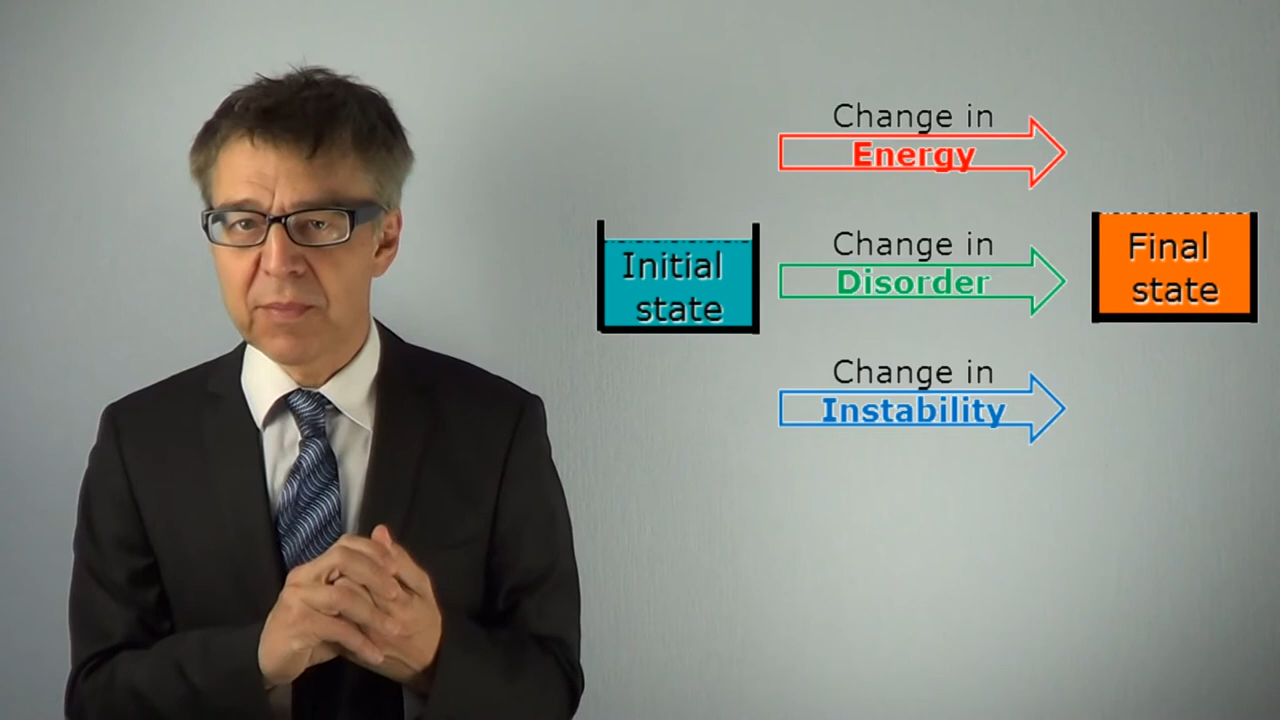 Change in
Energy
Initial
state
Change in
Disorder
Final
state
Change in
Instability